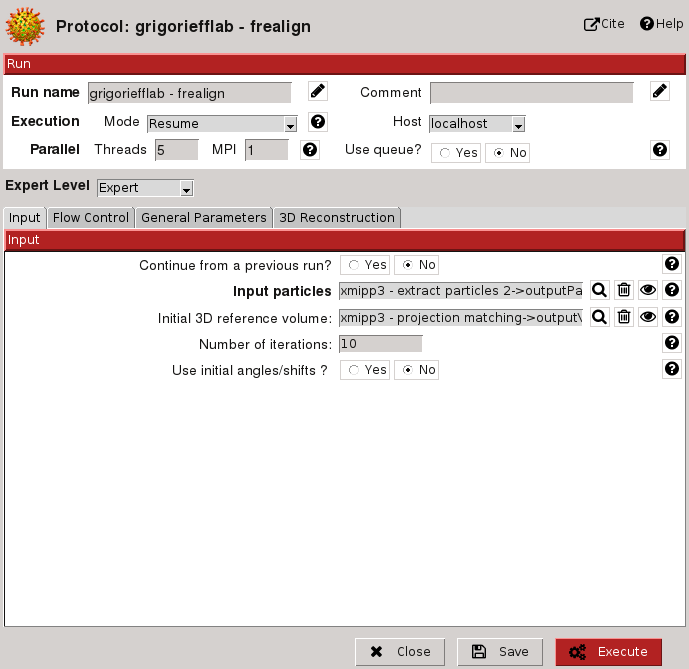 Protocol: grigoriefflab - frealign Cite Help
Run
Run name grigoriefflab - frealign Comment
Execution Mode Resume Host localhost
Parallel Threads 5 MPI 1 Use queue? Yes No
Expert Level Expert
Input Flow Control General Parameters 3D Reconstruction
Input
Continue from a previous run? Yes No
Input particles xmipp3 - extract particles 2->outputPa
Initial 3D reference volume: xmipp3 - projection matching->output\
Number of iterations: 10
Use initial angles/shifts ? Yes No
Close Save Execute